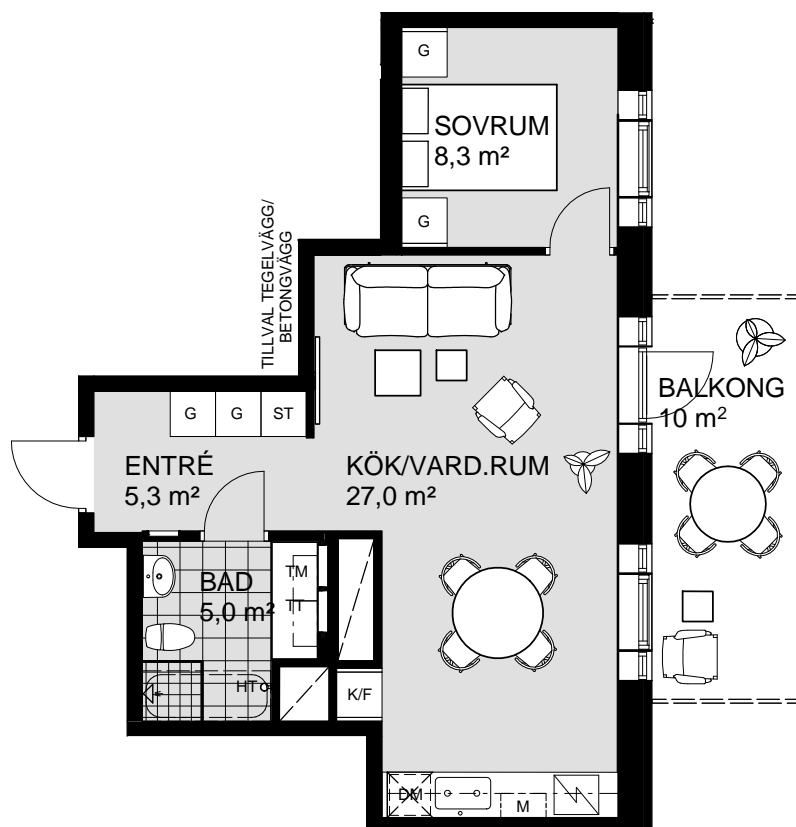 G
SOVRUM
8,3 m²
G
TILLVAL TEGELVÄGG/
BETONGVÄGG
BALKONG
10 m²
G G ST
ENTRÉ
5,3 m²
KÖK/VARD.RUM
27,0 m²
BAD
5,0 m²
TM
TT
HT
K/F
DM
M